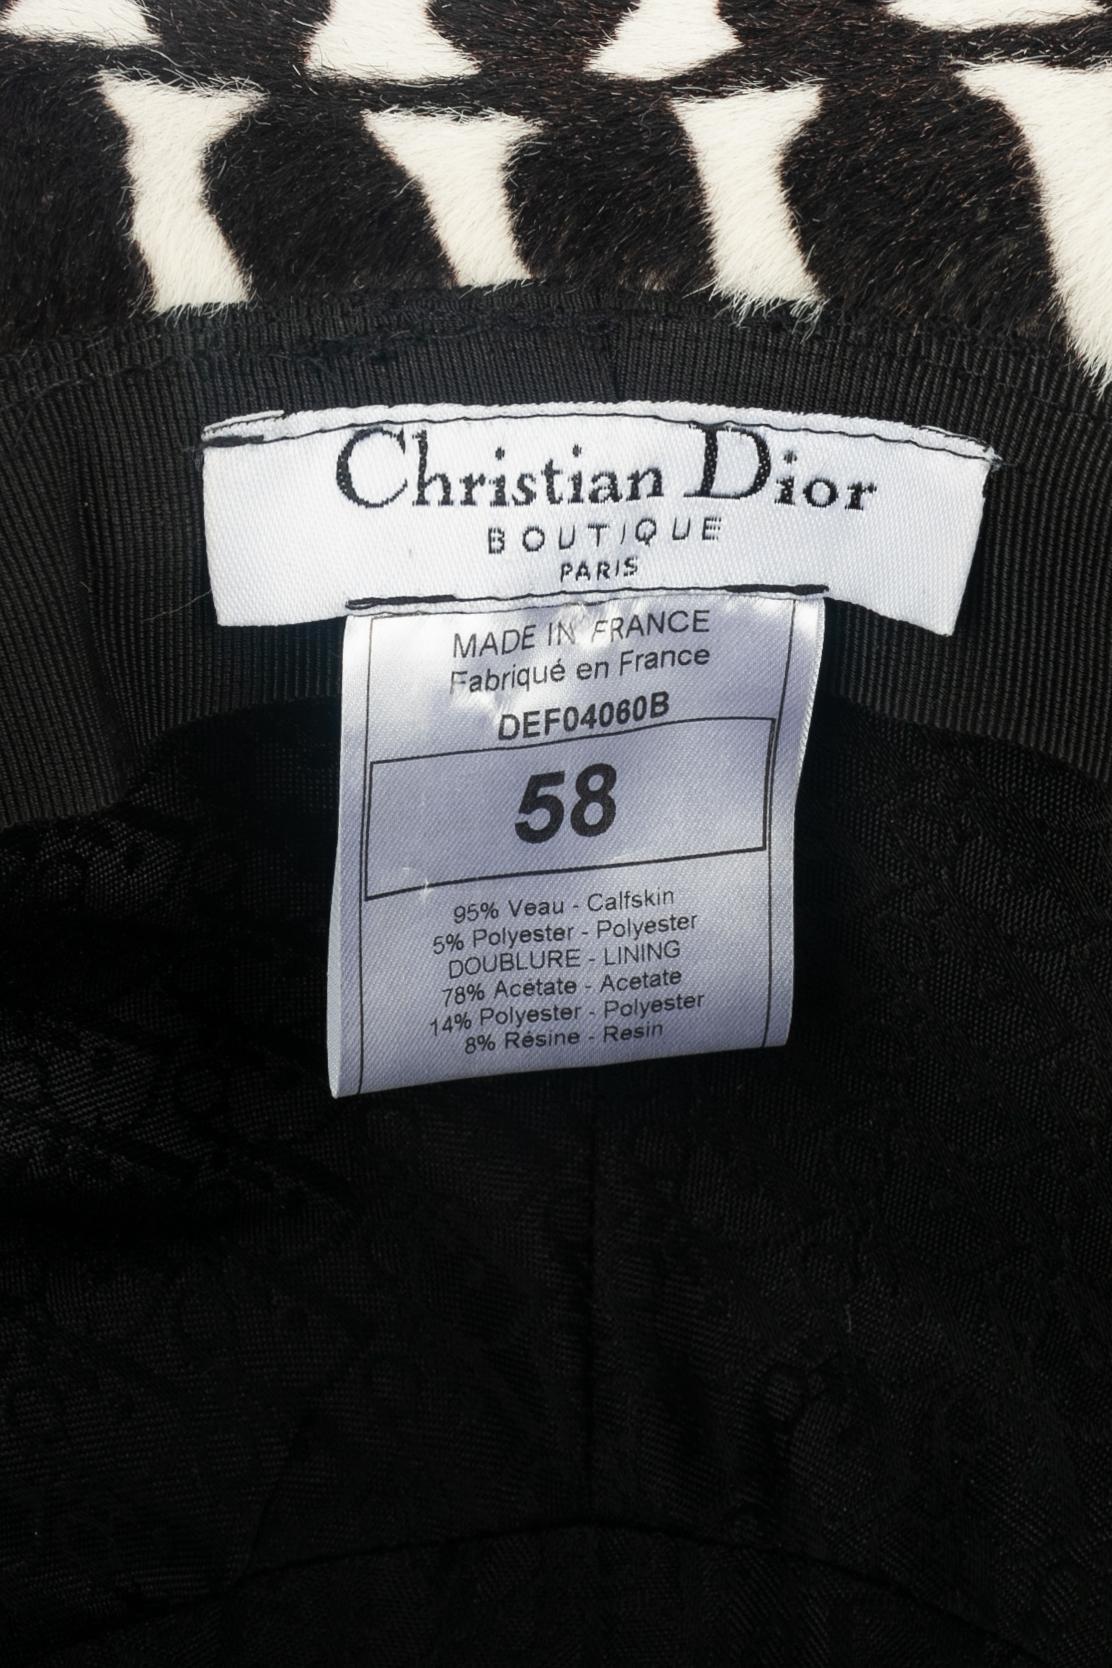 Christian Dior
BOUTIQUE
PARIS
MADE IN FRANCE
Fabriqué en France
DEF04060B
58
95% Veau - Calfskin
5% Polyester - Polyester
DOUBLURE - LINING
78% Acétate - Acetate
14% Polyester - Polyester
8% Résine - Resin